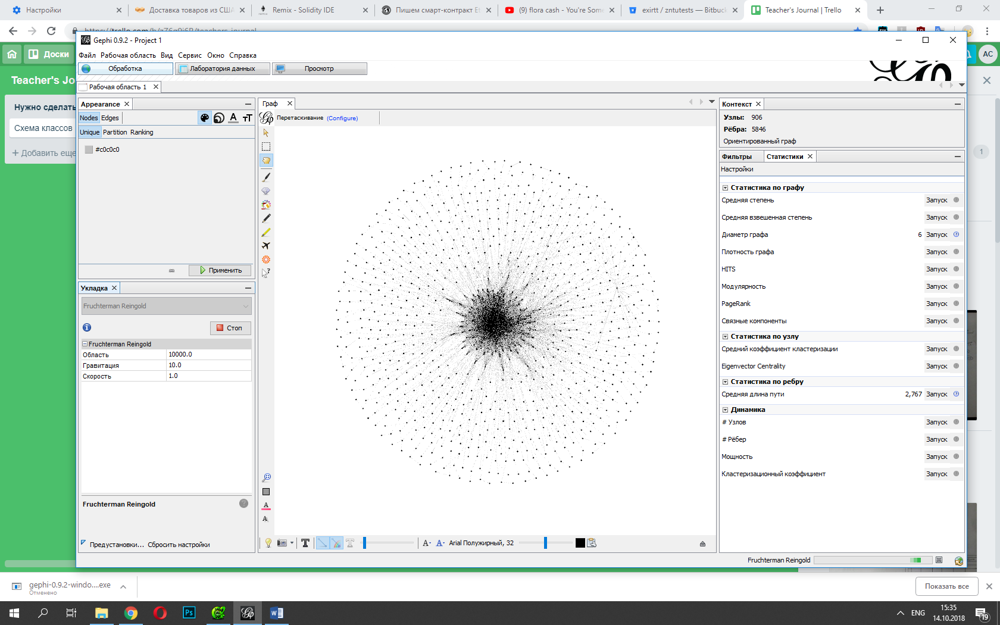 Настройки
Доставка товаров из США
Remix - Solidity IDE
Пишем смарт-контракт Et
(9) flora cash - You're Some
exirtt / zntutests — Bitbuck
Teacher's Journal | Trello
Gephi 0.9.2 - Project 1
Файл Рабочая область Вид Сервис Окно Справка
Доски
AC
Обработка
Лаборатория данных
Просмотр
Teacher's Jo
Рабочая область 1
Нужно сделать
Схема классов
+ Добавить еще
Appearance
Nodes Edges
Unique Partition Ranking
#c0c0c0
Применить
Укладка
Fruchterman Reingold
Стоп
Fruchterman Reingold
Область 10000.0
Гравитация 10.0
Скорость 1.0
Fruchterman Reingold
Предустановки... Сбросить настройки
Граф
Перетаскивание (Configure)
Arial Полужирный, 32
Контекст
Узлы: 906
Рёбра: 5846
Ориентированный граф
Фильтры Статистики
Настройки
Статистика по графу
Средняя степень Запуск
Средняя взвешенная степень Запуск
Диаметр графа 6 Запуск
Плотность графа Запуск
HITS Запуск
Модулярность Запуск
PageRank Запуск
Связные компоненты Запуск
Статистика по узлу
Средний коэффициент кластеризации Запуск
Eigenvector Centrality Запуск
Статистика по ребру
Средняя длина пути 2,767 Запуск
Динамика
# Узлов Запуск
# Рёбер Запуск
Мощность Запуск
Кластеризационный коэффициент Запуск
1
Fruchterman Reingold
gephi-0.9.2-windo....exe
Отменено
Показать все
ENG
15:35
14.10.2018
19